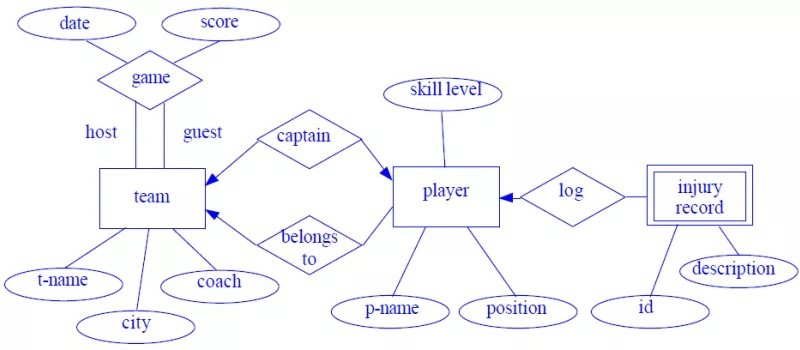 date
score
game
host
guest
captain
skill level
team
player
log
injury
record
belongs
to
t-name
coach
city
p-name
position
id
description